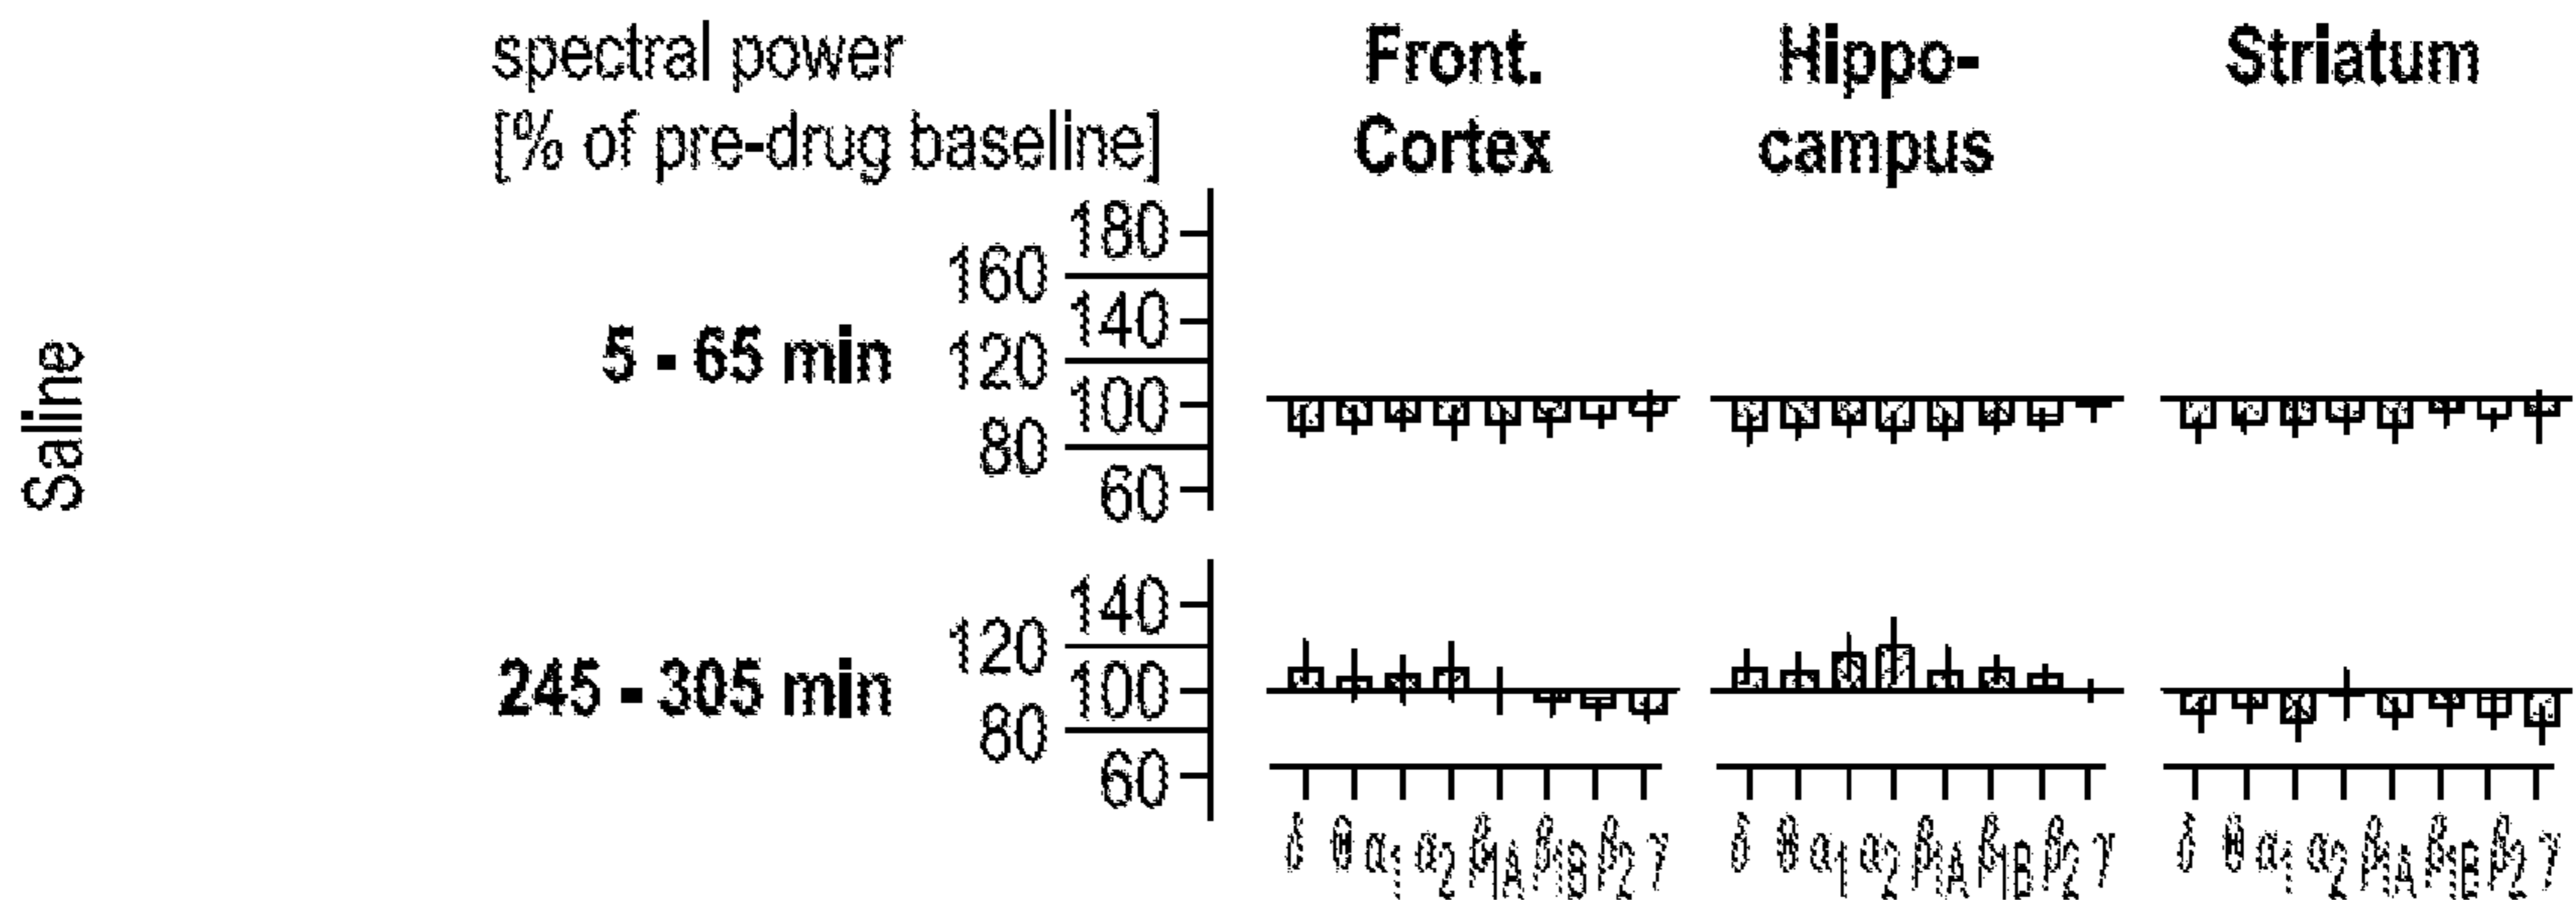 spectral power
[% of pre-drug baseline]
Front.
Cortex
Hippo-
campus
Striatum
Saline
5 - 65 min
180
160
140
120
100
80
60
245 - 305 min
140
120
100
80
60
δ θ α1 α2 β1A β1B β2 γ
δ θ α1 α2 β1A β1B β2 γ
δ θ α1 α2 β1A β1B β2 γ